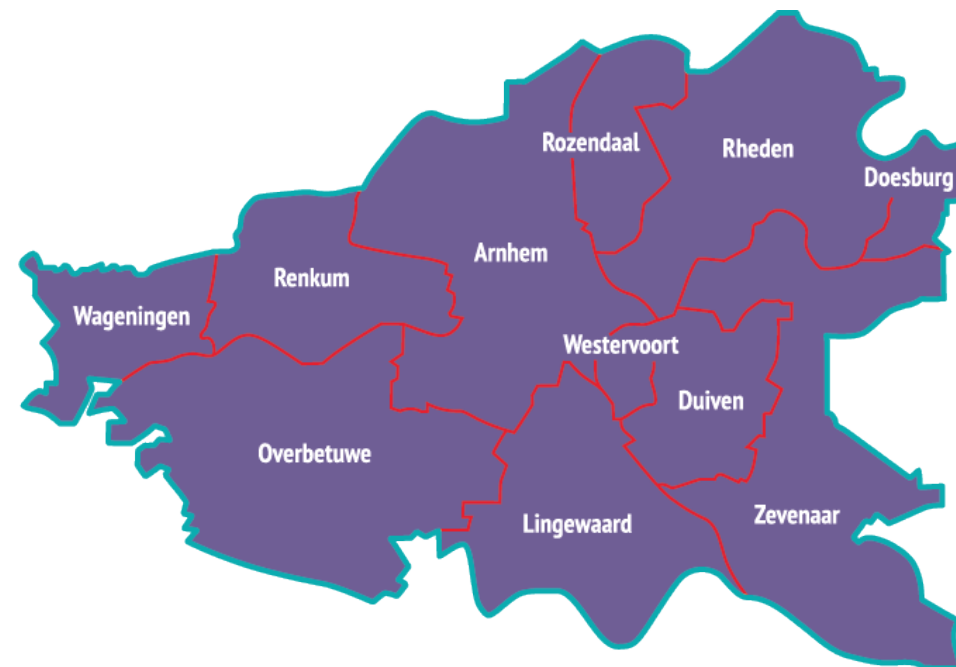 Rozendaal
Rheden
Doesburg
Arnhem
Renkum
Wageningen
Westervoort
Duiven
Overbetuwe
Zevenaar
Lingewaard